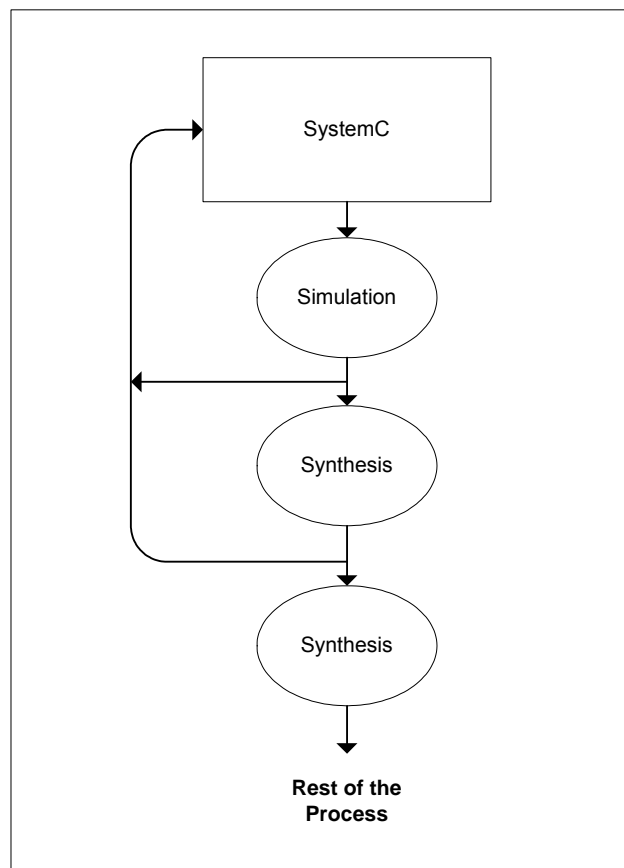 SystemC
Simulation
Synthesis
Synthesis
Rest of the
Process